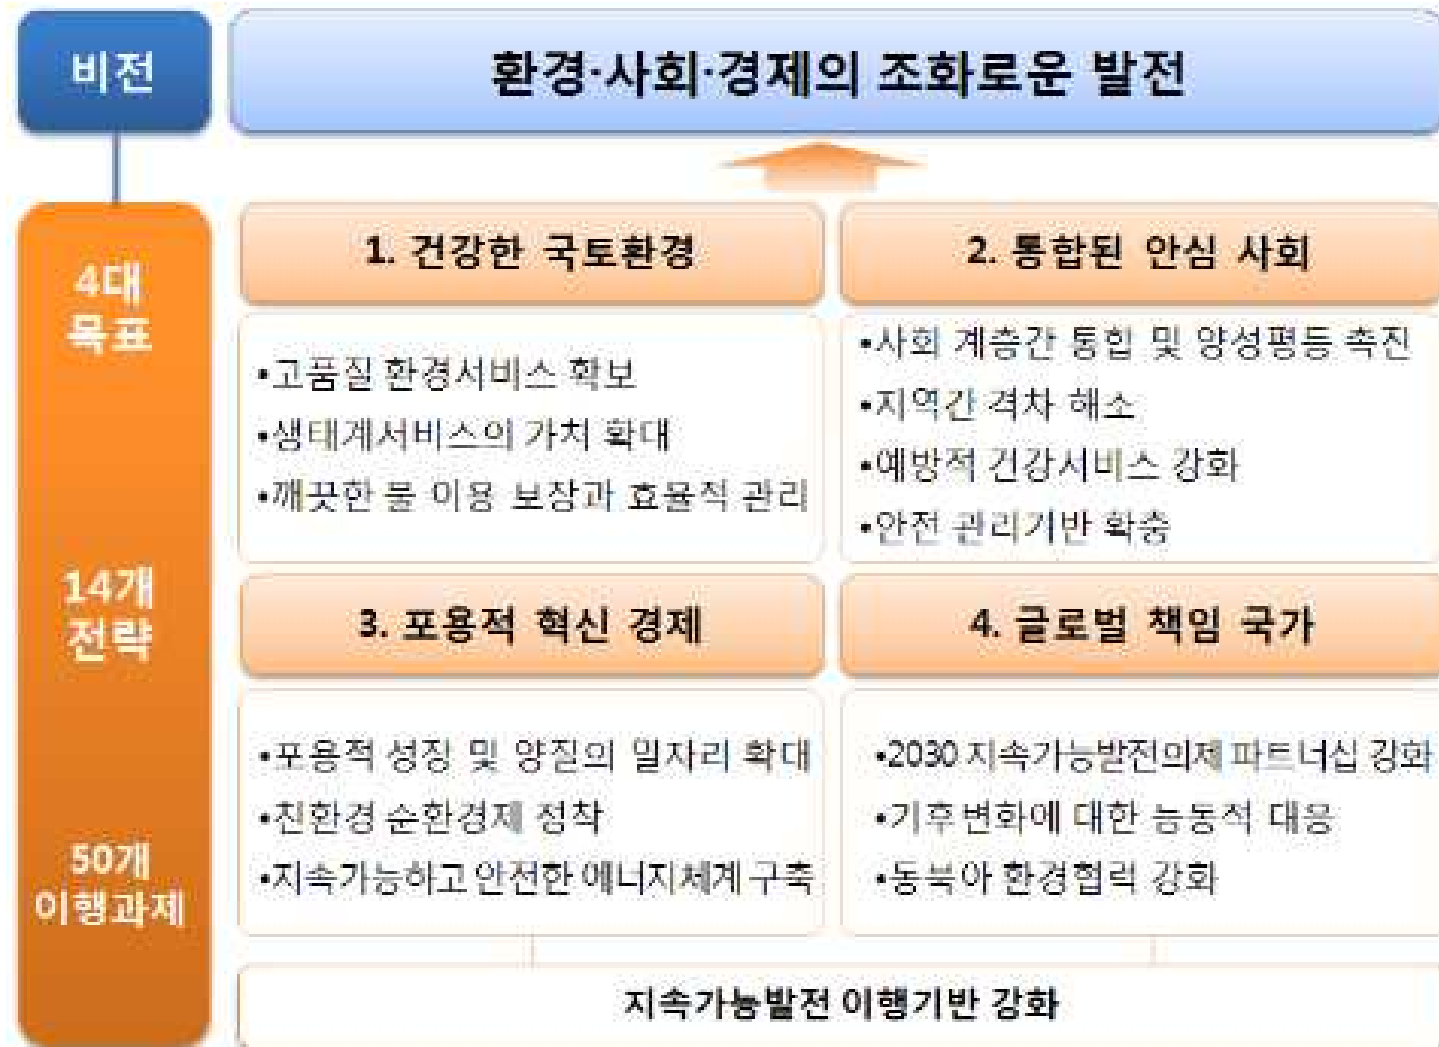 비전
환경·사회·경제의 조화로운 발전
4대
목표
14개
전략
50개
이행과제
1. 건강한 국토환경
•고품질 환경서비스 확보
•생태계서비스의 가치 확대
•깨끗한 물 이용 보장과 효율적 관리
2. 통합된 안심 사회
•사회 계층간 통합 및 양성평등 촉진
•지역간 격차 해소
•예방적 건강서비스 강화
•안전 관리기반 확충
3. 포용적 혁신 경제
•포용적 성장 및 양질의 일자리 확대
•친환경 순환경제 정착
•지속가능하고 안전한 에너지체계 구축
4. 글로벌 책임 국가
•2030 지속가능발전의제 파트너십 강화
•기후변화에 대한 능동적 대응
•동북아 환경협력 강화
지속가능발전 이행기반 강화